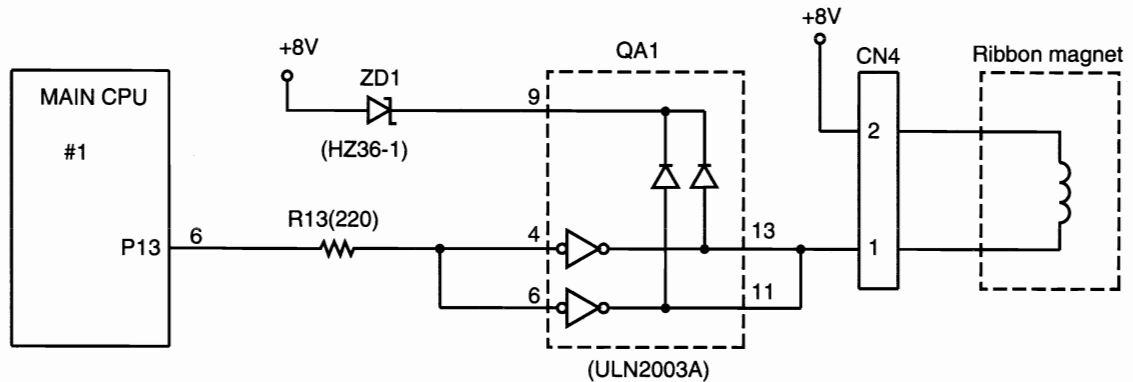 +8V
QA1
+8V
CN4
Ribbon magnet
MAIN CPU
#1
ZD1
(HZ36-1)
9
2
R13(220)
P13
6
4
13
1
6
11
(ULN2003A)